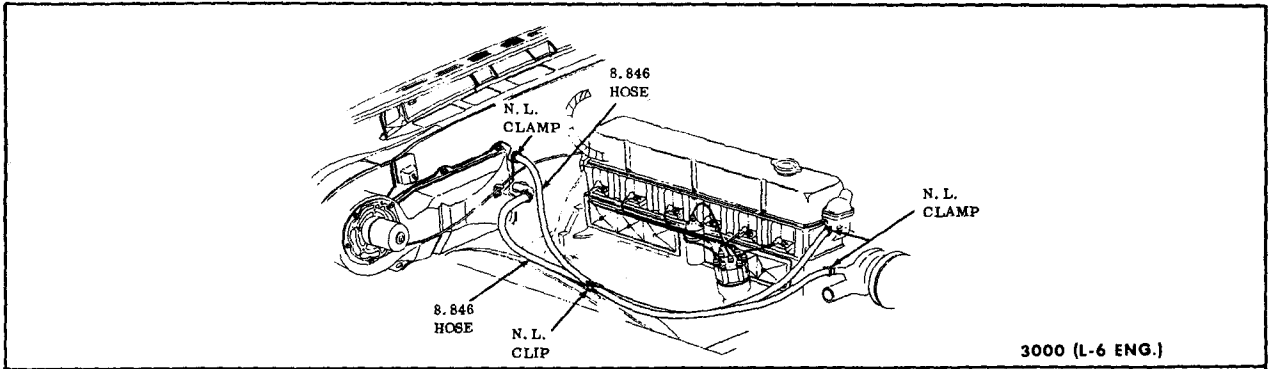 8.846
HOSE
N. L.
CLAMP
N. L.
CLAMP
8.846
HOSE
N. L.
CLIP
3000 (L-6 ENG.)